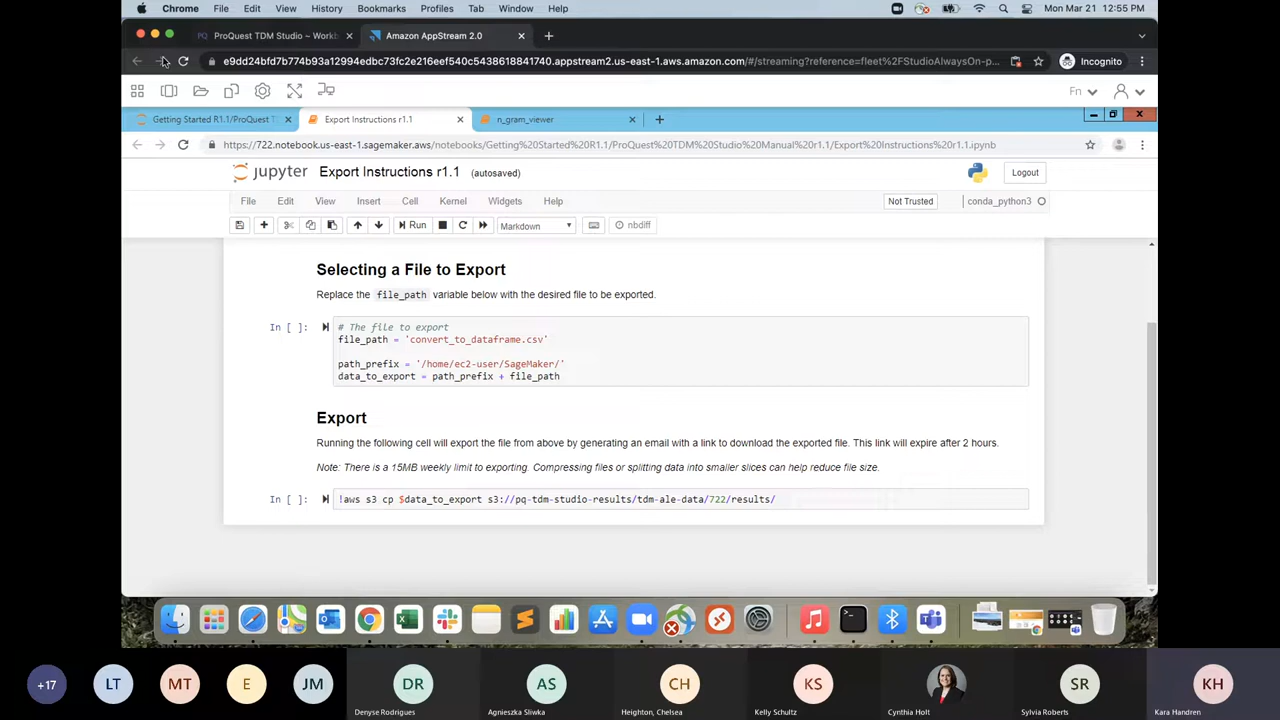 Chrome File Edit View History Bookmarks Profiles Tab Window Help Mon Mar 21 12:55 PM
ProQuest TDM Studio – Workb Amazon AppStream 2.0
e9dd24bfd7b774b93a12994edbc73fc2e216eef540c5438618841740.appstream2.us-east-1.aws.amazon.com/#/streaming?reference=fleet%2FStudioAlwaysOn-p... Incognito
Fn
Getting Started R1.1/ProQuest T Export Instructions r1.1 n_gram_viewer
https://722.notebook.us-east-1.sagemaker.aws/notebooks/Getting%20Started%20R1.1/ProQuest%20TDM%20Studio%20Manual%20r1.1/Export%20Instructions%20r1.1.ipynb
jupyter Export Instructions r1.1 (autosaved) Logout
File Edit View Insert Cell Kernel Widgets Help Not Trusted conda_python3
Run Markdown nbdiff
Selecting a File to Export
Replace the file_path variable below with the desired file to be exported.
In [ ]: # The file to export
file_path = 'convert_to_dataframe.csv'
path_prefix = '/home/ec2-user/SageMaker/'
data_to_export = path_prefix + file_path
Export
Running the following cell will export the file from above by generating an email with a link to download the exported file. This link will expire after 2 hours.
Note: There is a 15MB weekly limit to exporting. Compressing files or splitting data into smaller slices can help reduce file size.
In [ ]: !aws s3 cp $data_to_export s3://pq-tdm-studio-results/tdm-ale-data/722/results/
+17 LT MT E JM DR AS CH KS SR KH
Denyse Rodrigues Agnieszka Sliwka Heighton, Chelsea Kelly Schultz Cynthia Holt Sylvia Roberts Kara Handren